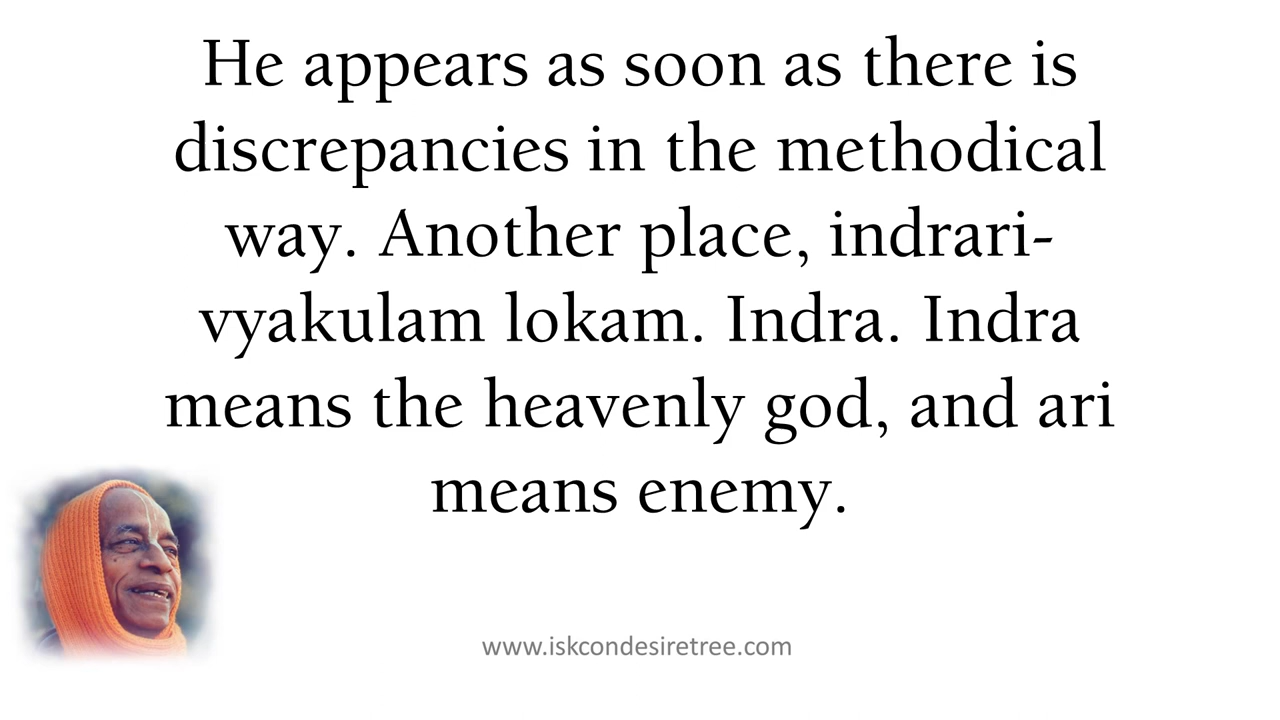 He appears as soon as there is
discrepancies in the methodical
way. Another place, indrari-
vyakulam lokam. Indra. Indra
means the heavenly god, and ari
means enemy.
www.iskcondesiretree.com